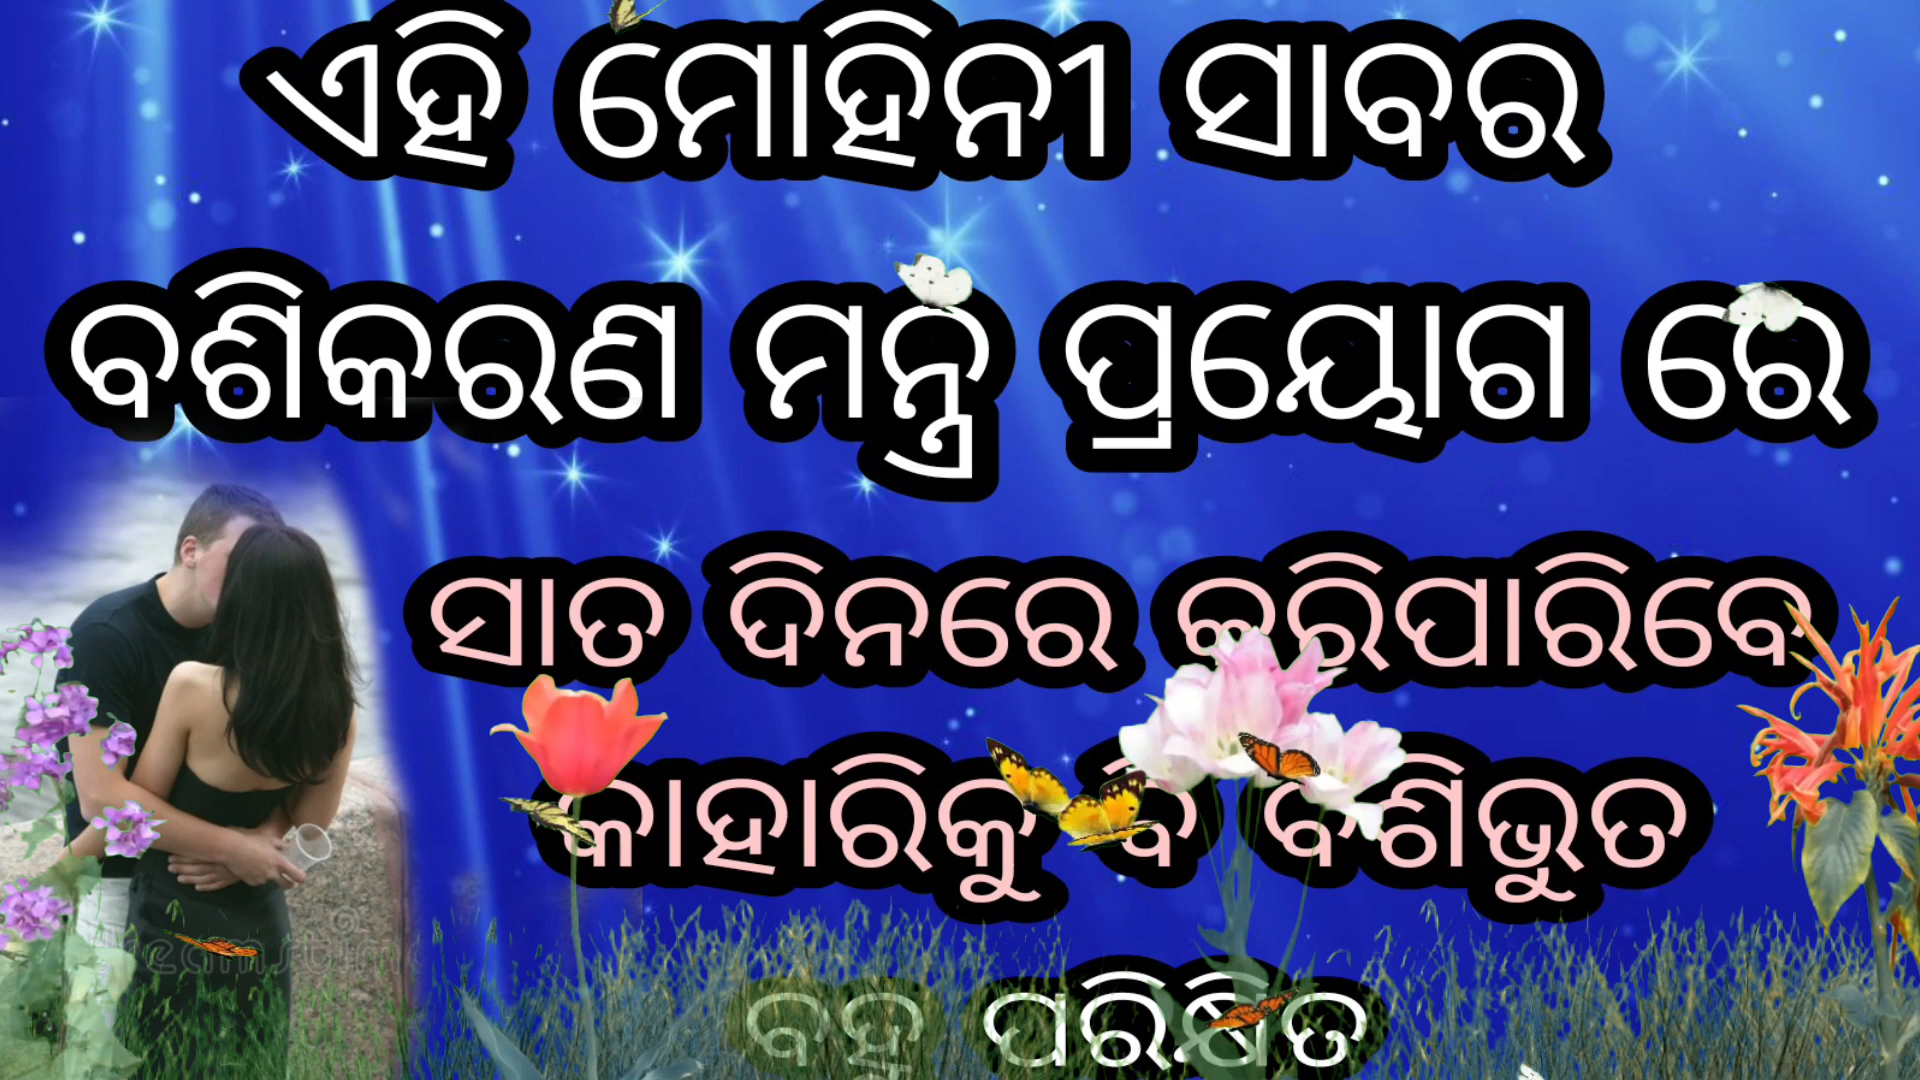 ଏହି ମୋହିନୀ ସାବର
ବଶିକରଣ ମନ୍ତ୍ର ପ୍ରୟୋଗ ରେ
ସାତ ଦିନରେ କରିପାରିବେ
କାହାରିକୁ ବି ବଶିଭୁତ
ବହୁ ପରିକ୍ଷିତ